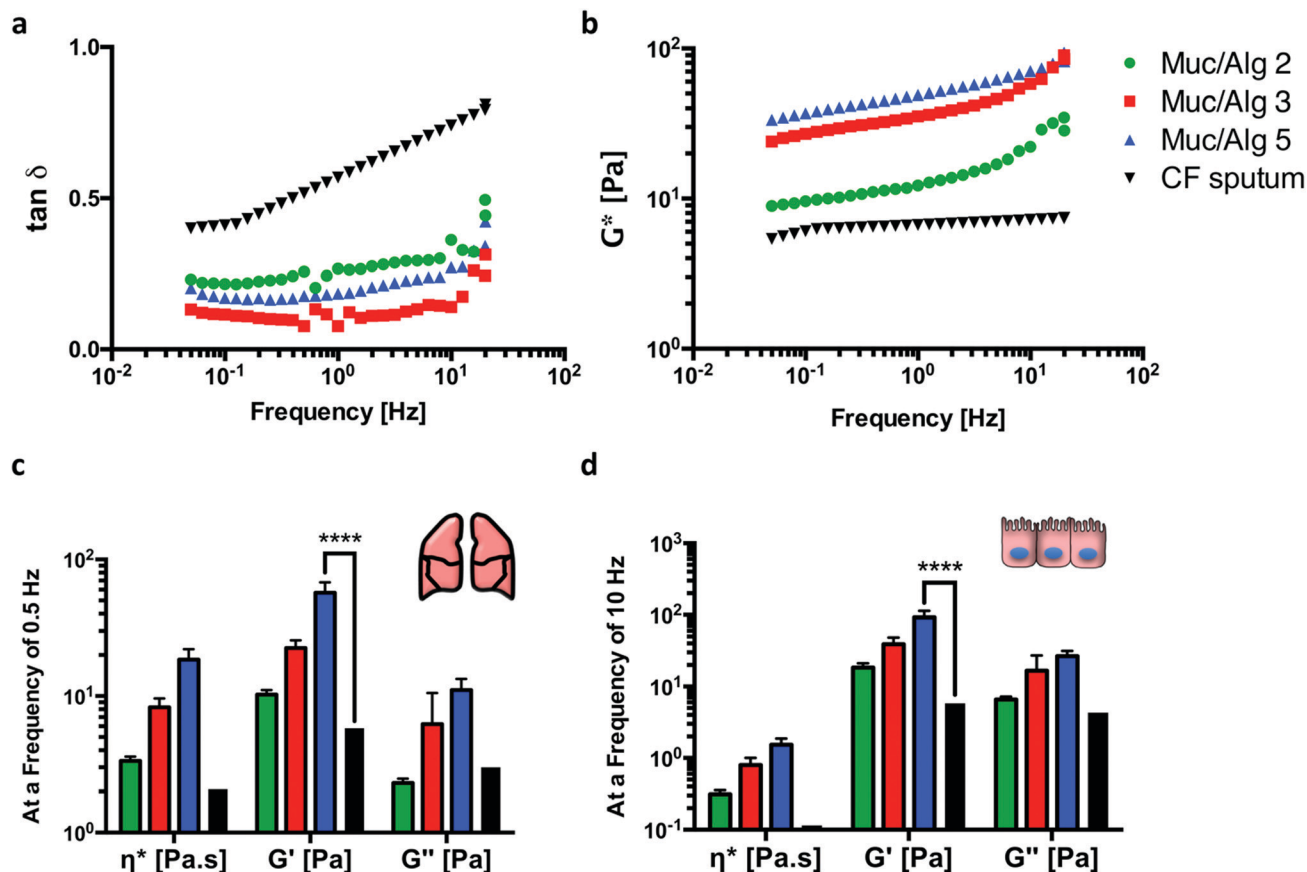 a
1.0
0.5
0.0
tan δ
10-2
10-1
100
101
102
Frequency [Hz]
b
102
101
100
G* [Pa]
10-2
10-1
100
101
102
Frequency [Hz]
Muc/Alg 2
Muc/Alg 3
Muc/Alg 5
CF sputum
c
102
101
100
At a Frequency of 0.5 Hz
****
η* [Pa.s]
G' [Pa]
G'' [Pa]
d
103
102
101
100
10-1
At a Frequency of 10 Hz
****
η* [Pa.s]
G' [Pa]
G'' [Pa]